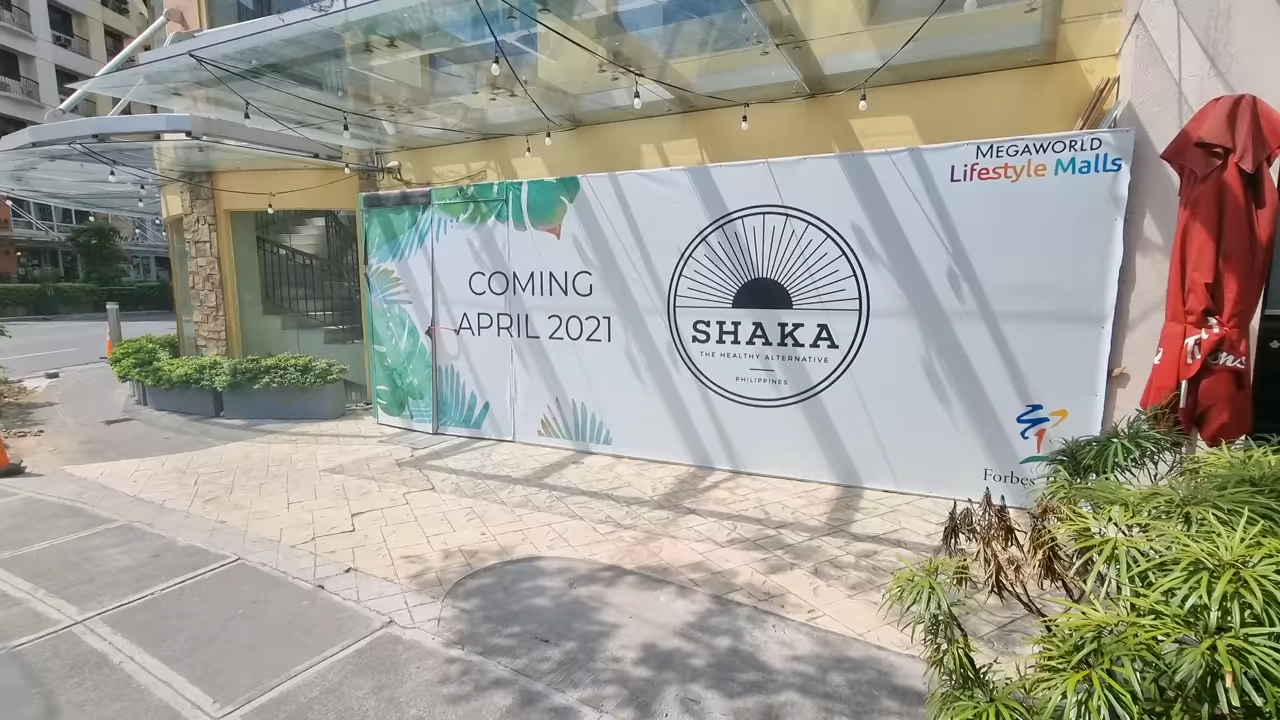 MEGAWORLD
Lifestyle Malls
COMING
APRIL 2021
SHAKA
THE HEALTHY ALTERNATIVE
PHILIPPINES
Forbes